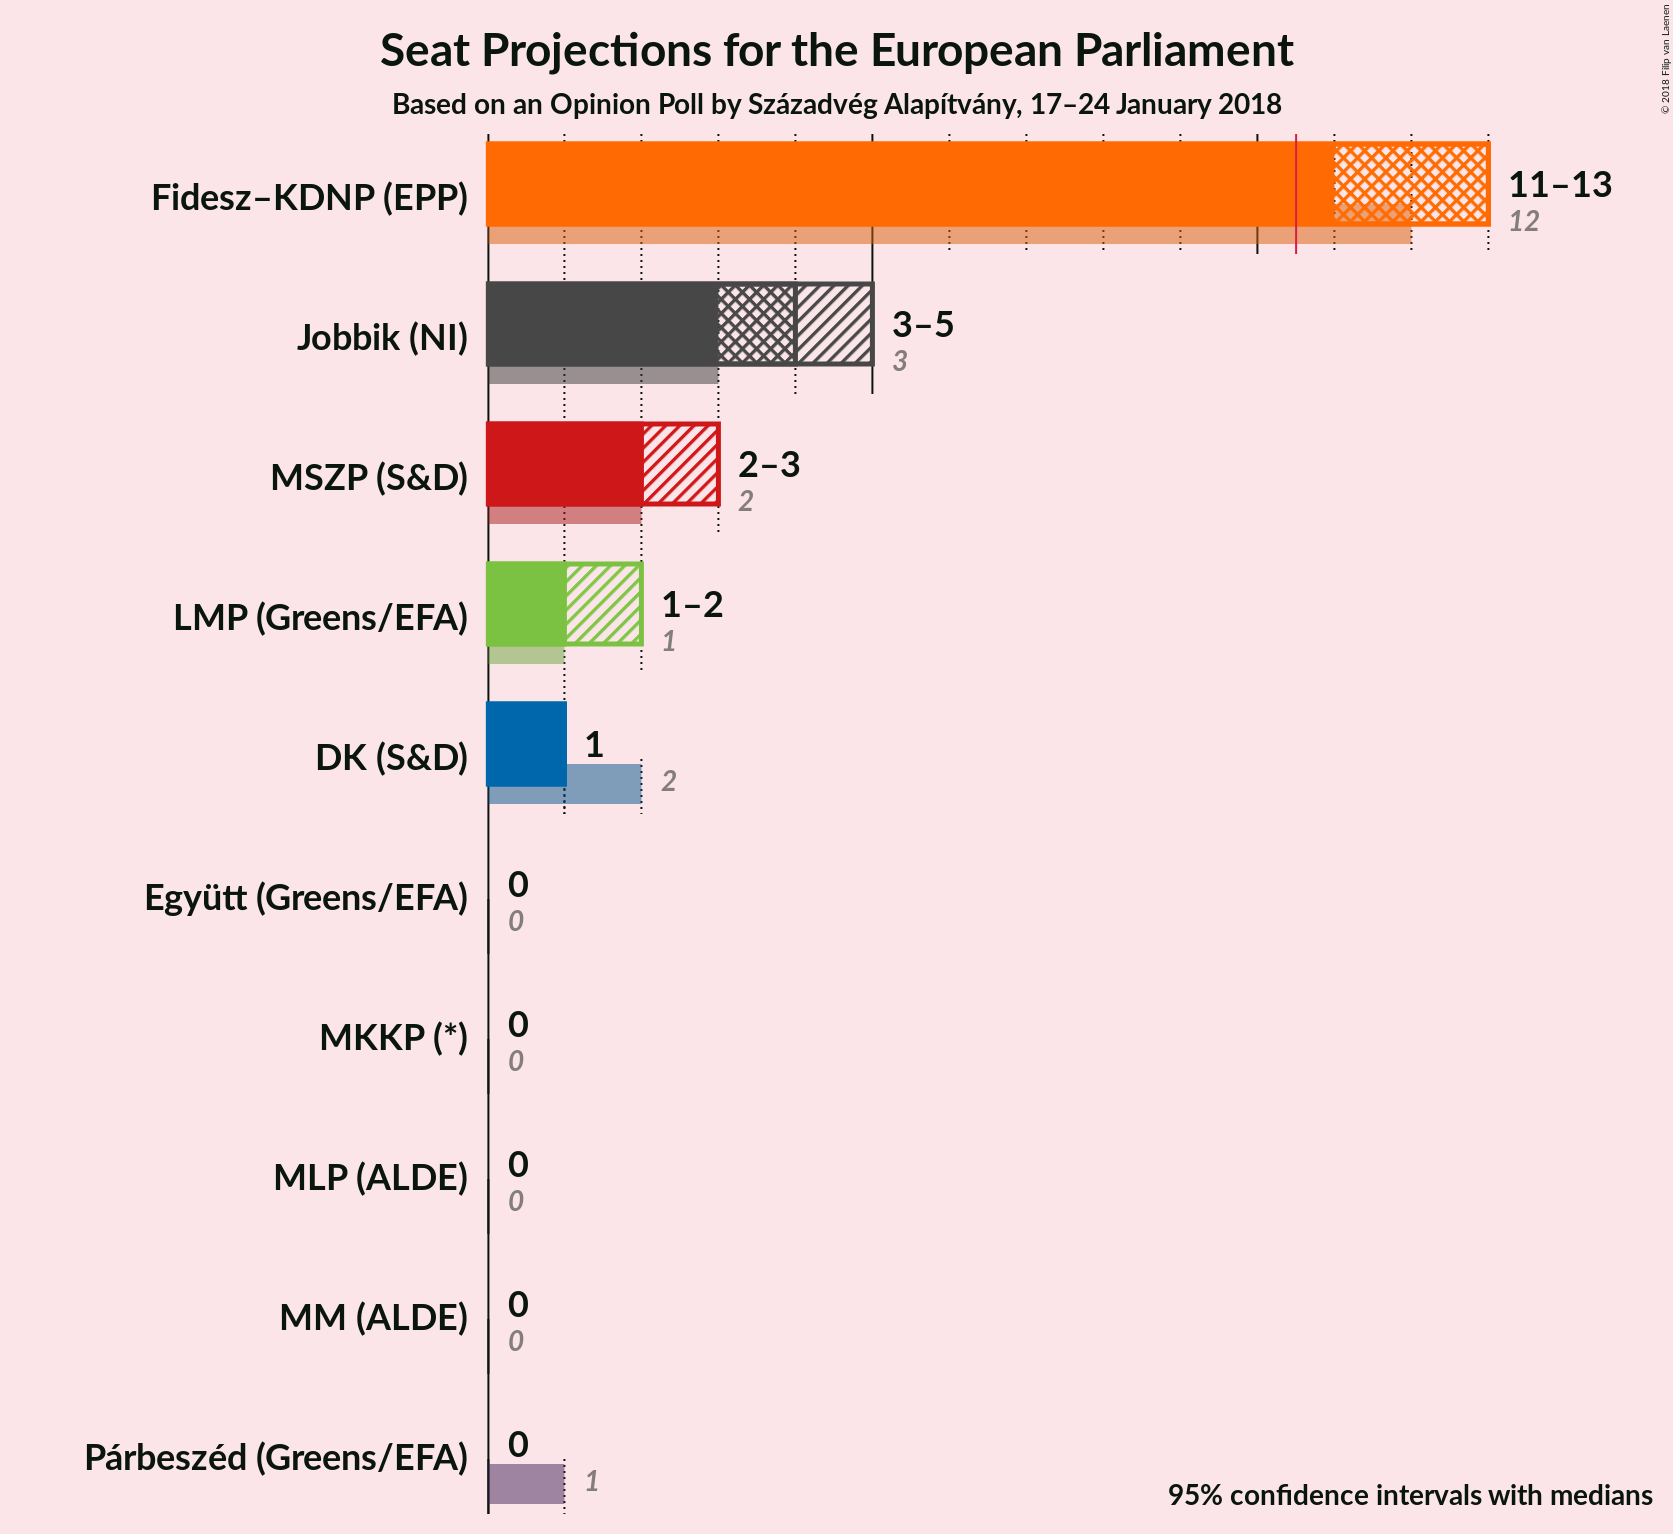 Seat Projections for the European Parliament
Based on an Opinion Poll by Századvég Alapítvány, 17–24 January 2018
© 2018 Filip van Laenen
Fidesz–KDNP (EPP)
11–13
12
Jobbik (NI)
3–5
3
MSZP (S&D)
2–3
2
LMP (Greens/EFA)
1–2
1
DK (S&D)
1
2
Együtt (Greens/EFA)
0
0
MKKP (*)
0
0
MLP (ALDE)
0
0
MM (ALDE)
0
0
Párbeszéd (Greens/EFA)
0
1
95% confidence intervals with medians